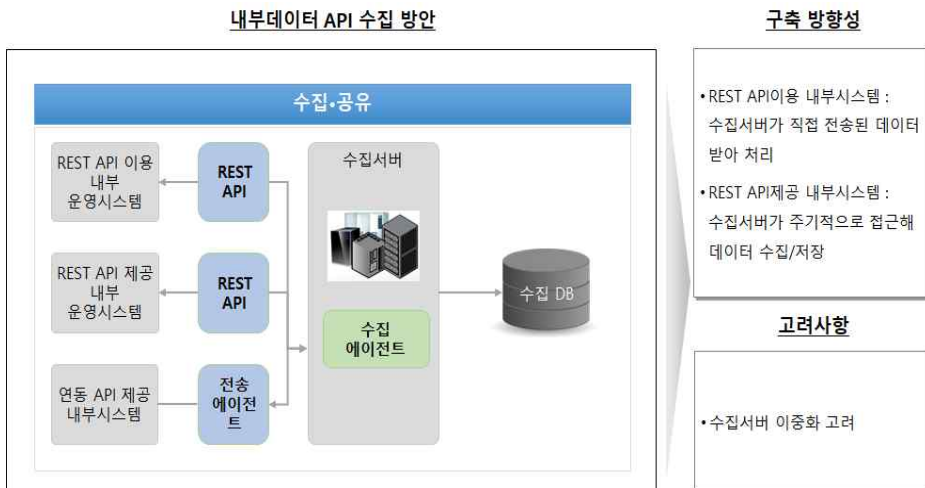 내부데이터 API 수집 방안
수집•공유
REST API 이용
내부
운영시스템
REST
API
REST API 제공
내부
운영시스템
REST
API
연동 API 제공
내부시스템
전송
에이전
트
수집서버
수집
에이전트
수집 DB
구축 방향성
•REST API이용 내부시스템 :
수집서버가 직접 전송된 데이터
받아 처리
•REST API제공 내부시스템 :
수집서버가 주기적으로 접근해
데이터 수집/저장
고려사항
•수집서버 이중화 고려